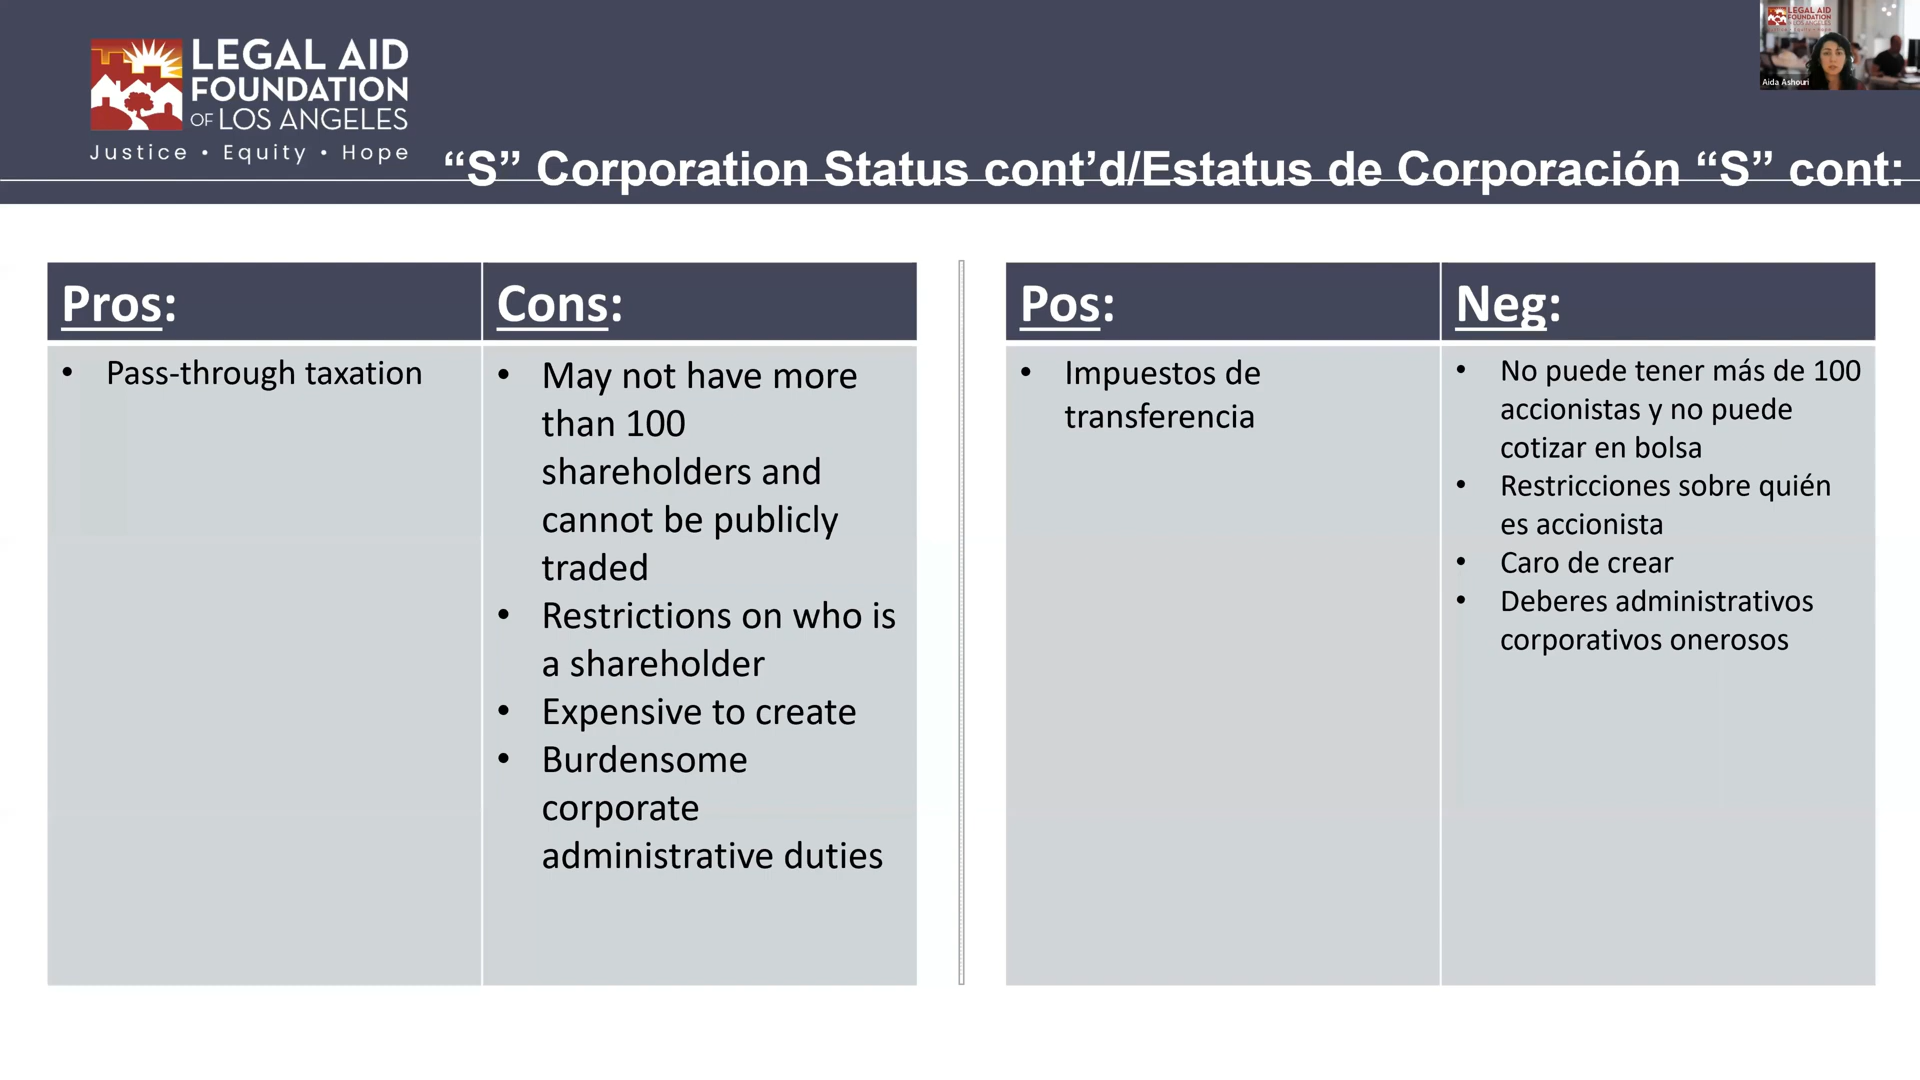 LEGAL AID
FOUNDATION
OF LOS ANGELES
Justice • Equity • Hope
LEGAL AID
FOUNDATION
Aida Ashouri
“S” Corporation Status cont’d/Estatus de Corporación “S” cont:
Pros:
• Pass-through taxation
Cons:
• May not have more
than 100
shareholders and
cannot be publicly
traded
• Restrictions on who is
a shareholder
• Expensive to create
• Burdensome
corporate
administrative duties
Pos:
• Impuestos de
transferencia
Neg:
• No puede tener más de 100
accionistas y no puede
cotizar en bolsa
• Restricciones sobre quién
es accionista
• Caro de crear
• Deberes administrativos
corporativos onerosos